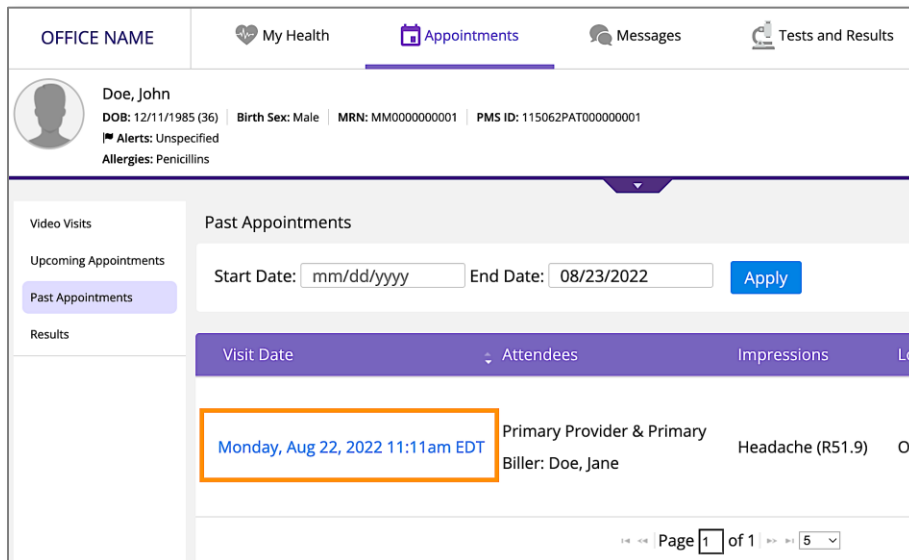 OFFICE NAME
My Health
Appointments
Messages
Tests and Results
Doe, John
DOB: 12/11/1985 (36) Birth Sex: Male MRN: MM0000000001 PMS ID: 115062PAT000000001
Alerts: Unspecified
Allergies: Penicillins
Video Visits
Upcoming Appointments
Past Appointments
Results
Past Appointments
Start Date: mm/dd/yyyy End Date: 08/23/2022 Apply
Visit Date Attendees Impressions
Monday, Aug 22, 2022 11:11am EDT
Primary Provider & Primary
Biller: Doe, Jane
Headache (R51.9)
Page 1 of 1 5